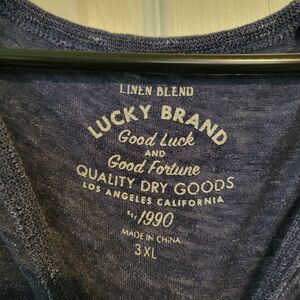 LINEN BLEND
LUCKY BRAND
Good Luck
AND
Good Fortune
QUALITY DRY GOODS
LOS ANGELES CALIFORNIA
1990
MADE IN CHINA
3XL